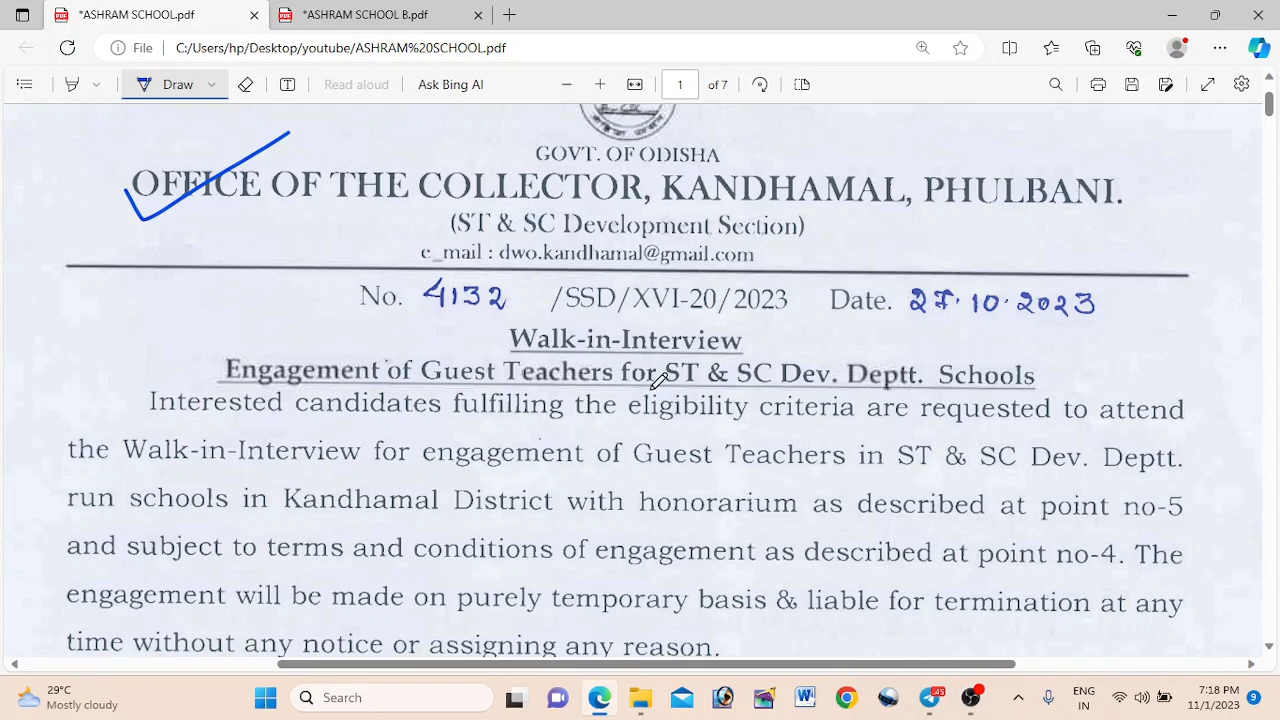 *ASHRAM SCHOOL.pdf
*ASHRAM SCHOOL B.pdf
File C:/Users/hp/Desktop/youtube/ASHRAM%20SCHOOL.pdf
Draw Read aloud Ask Bing AI 1 of 7
GOVT. OF ODISHA
OFFICE OF THE COLLECTOR, KANDHAMAL, PHULBANI.
(ST & SC Development Section)
e_mail : dwo.kandhamal@gmail.com
No. 4132 /SSD/XVI-20/2023 Date. 27.10.2023
Walk-in-Interview
Engagement of Guest Teachers for ST & SC Dev. Deptt. Schools
Interested candidates fulfilling the eligibility criteria are requested to attend
the Walk-in-Interview for engagement of Guest Teachers in ST & SC Dev. Deptt.
run schools in Kandhamal District with honorarium as described at point no-5
and subject to terms and conditions of engagement as described at point no-4. The
engagement will be made on purely temporary basis & liable for termination at any
time without any notice or assigning any reason.
29°C
Mostly cloudy
Search
45
ENG
IN
7:18 PM
11/1/2023
9